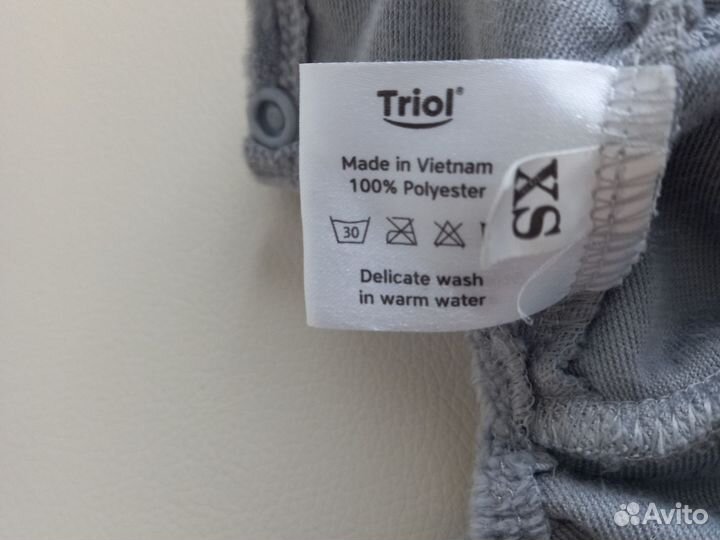 Triol®
Made in Vietnam
100% Polyester
30
Delicate wash
in warm water
XS
Avito